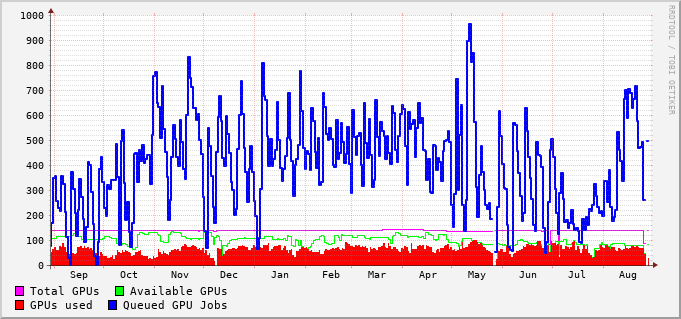 1000
900
800
700
600
500
400
300
200
100
0
Sep Oct Nov Dec Jan Feb Mar Apr May Jun Jul Aug
Total GPUs Available GPUs
GPUs used Queued GPU Jobs
RRDTOOL / TOBI OETIKER